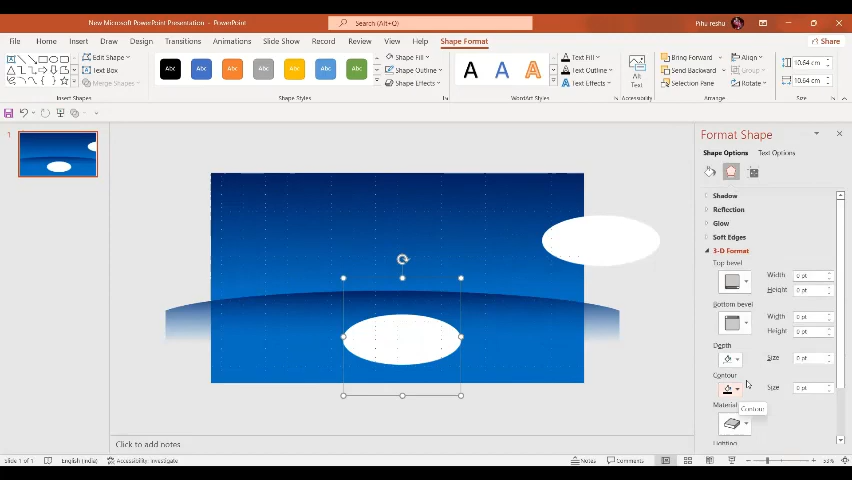 New Microsoft PowerPoint Presentation - PowerPoint
Search (Alt+Q)
Pihu reshu
File Home Insert Draw Design Transitions Animations Slide Show Record Review View Help Shape Format
Share
Edit Shape
Text Box
Merge Shapes
Insert Shapes
Abc Abc Abc Abc Abc Abc Abc
Shape Fill
Shape Outline
Shape Effects
Shape Styles
A A A
Text Fill
Text Outline
Text Effects
WordArt Styles
Alt
Text
Accessibility
Bring Forward
Send Backward
Selection Pane
Align
Group
Rotate
Arrange
10.64 cm
10.64 cm
Size
1
Format Shape
Shape Options Text Options
Shadow
Reflection
Glow
Soft Edges
3-D Format
Top bevel
Width 0 pt
Height 0 pt
Bottom bevel
Width 0 pt
Height 0 pt
Depth
Size 0 pt
Contour
Size 0 pt
Contour
Material
Lighting
Click to add notes
Slide 1 of 1 English (India) Accessibility: Investigate Notes Comments 53%